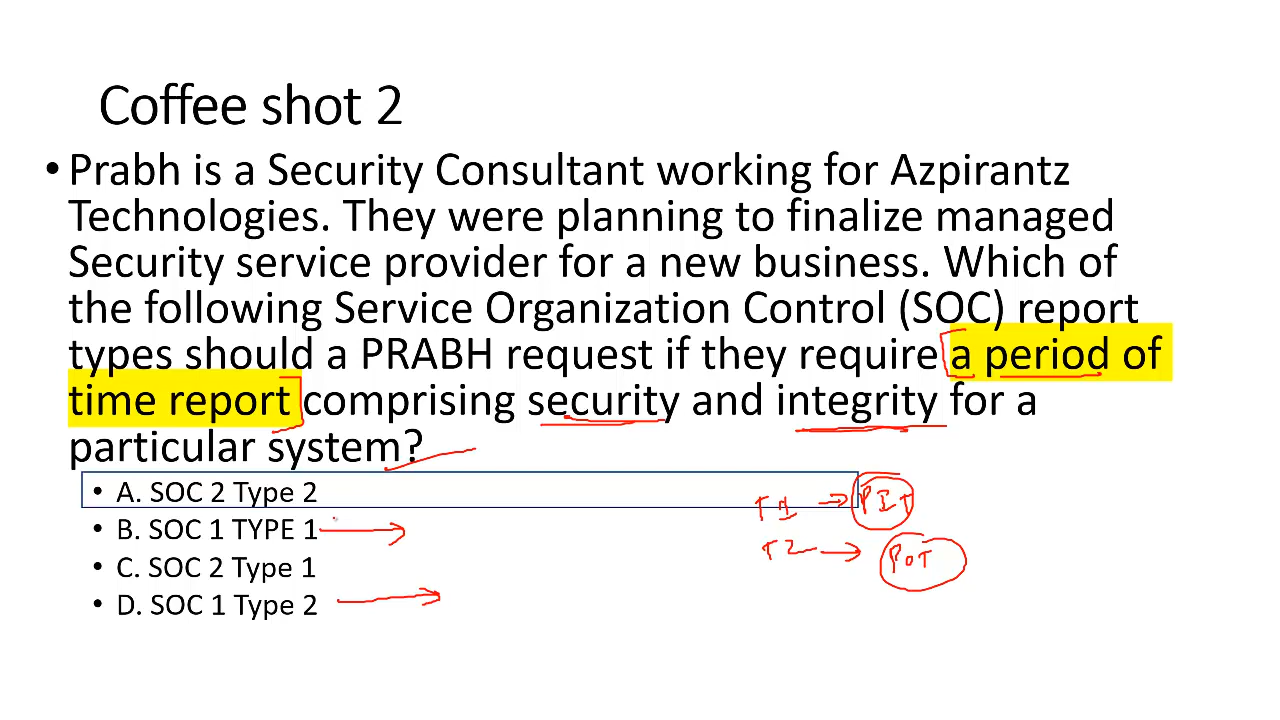 Coffee shot 2
• Prabh is a Security Consultant working for Azpirantz
Technologies. They were planning to finalize managed
Security service provider for a new business. Which of
the following Service Organization Control (SOC) report
types should a PRABH request if they require a period of
time report comprising security and integrity for a
particular system?
• A. SOC 2 Type 2
• B. SOC 1 TYPE 1
• C. SOC 2 Type 1
• D. SOC 1 Type 2
T1 → PIT
T2 → POT